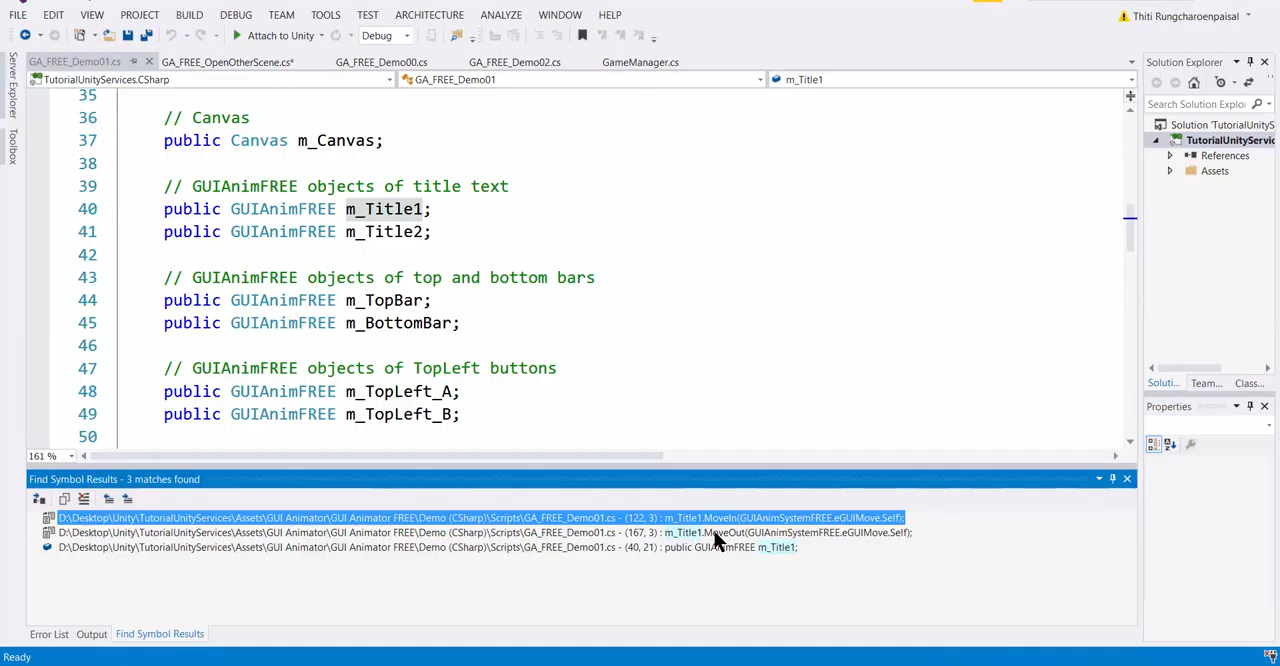 FILE EDIT VIEW PROJECT BUILD DEBUG TEAM TOOLS TEST ARCHITECTURE ANALYZE WINDOW HELP
Thiti Rungcharoenpaisal
Attach to Unity Debug
GA_FREE_Demo01.cs GA_FREE_OpenOtherScene.cs* GA_FREE_Demo00.cs GA_FREE_Demo02.cs GameManager.cs
TutorialUnityServices.CSharp GA_FREE_Demo01 m_Title1
Server Explorer
Toolbox
35
36 // Canvas
37 public Canvas m_Canvas;
38
39 // GUIAnimFREE objects of title text
40 public GUIAnimFREE m_Title1;
41 public GUIAnimFREE m_Title2;
42
43 // GUIAnimFREE objects of top and bottom bars
44 public GUIAnimFREE m_TopBar;
45 public GUIAnimFREE m_BottomBar;
46
47 // GUIAnimFREE objects of TopLeft buttons
48 public GUIAnimFREE m_TopLeft_A;
49 public GUIAnimFREE m_TopLeft_B;
50
161 %
Find Symbol Results - 3 matches found
D:\Desktop\Unity\TutorialUnityServices\Assets\GUI Animator\GUI Animator FREE\Demo (CSharp)\Scripts\GA_FREE_Demo01.cs - (122, 3) : m_Title1.MoveIn(GUIAnimSystemFREE.eGUIMove.Self);
D:\Desktop\Unity\TutorialUnityServices\Assets\GUI Animator\GUI Animator FREE\Demo (CSharp)\Scripts\GA_FREE_Demo01.cs - (167, 3) : m_Title1.MoveOut(GUIAnimSystemFREE.eGUIMove.Self);
D:\Desktop\Unity\TutorialUnityServices\Assets\GUI Animator\GUI Animator FREE\Demo (CSharp)\Scripts\GA_FREE_Demo01.cs - (40, 21) : public GUIAnimFREE m_Title1;
Error List Output Find Symbol Results
Ready
Solution Explorer
Search Solution Explo
Solution 'TutorialUnityS
TutorialUnityServic
References
Assets
Soluti... Team... Class...
Properties